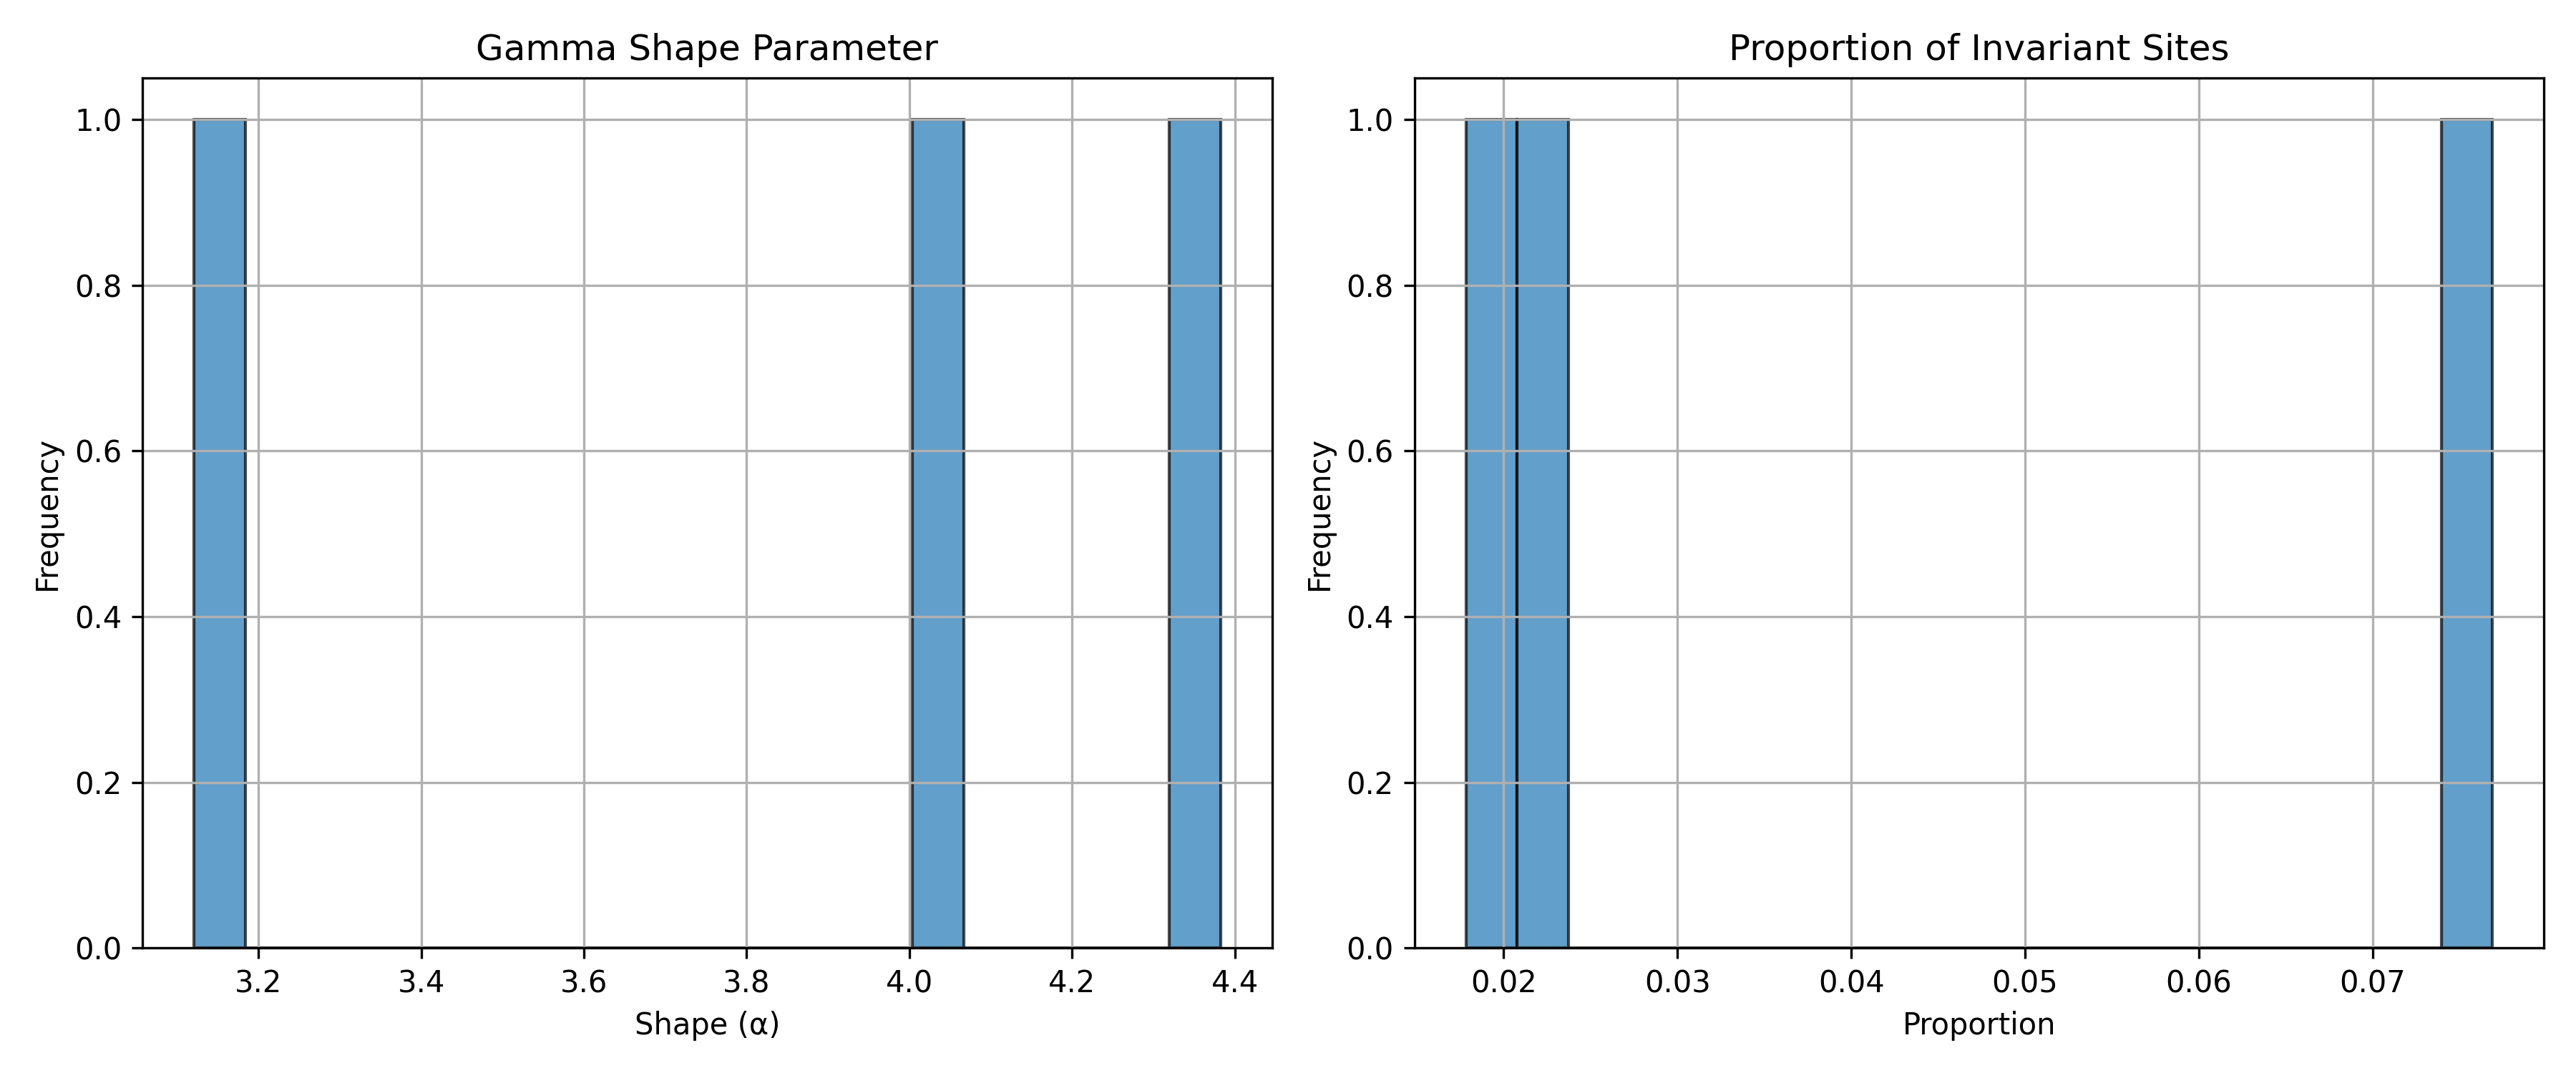 Gamma Shape Parameter
1.0
0.8
0.6
0.4
0.2
0.0
Frequency
3.2 3.4 3.6 3.8 4.0 4.2 4.4
Shape (α)
Proportion of Invariant Sites
1.0
0.8
0.6
0.4
0.2
0.0
Frequency
0.02 0.03 0.04 0.05 0.06 0.07
Proportion